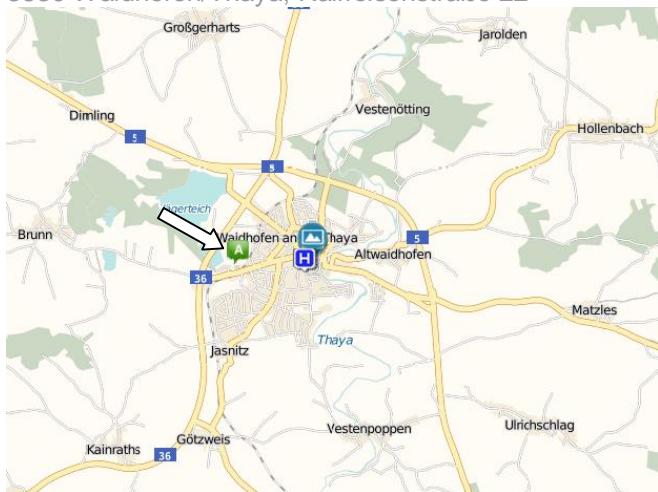 Großgerharts
Jarolden
Vestenötting
Dimling
5
Hollenbach
5
Jägerteich
Brunn
Waidhofen an Thaya
5
A
H
Altwaidhofen
36
Matzles
Thaya
Jasnitz
Vestenpoppen
Ulrichschlag
Götzweis
Kainraths
36